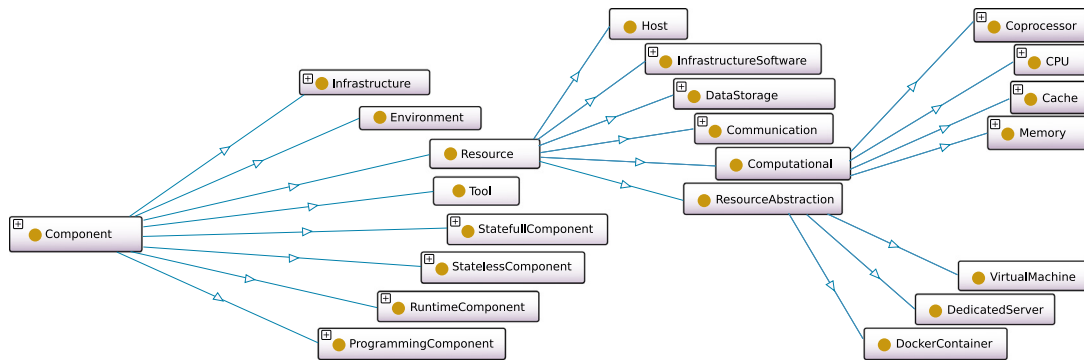 Component
Infrastructure
Environment
Resource
Tool
StatefullComponent
StatelessComponent
RuntimeComponent
ProgrammingComponent
Host
InfrastructureSoftware
DataStorage
Communication
Computational
ResourceAbstraction
Coprocessor
CPU
Cache
Memory
VirtualMachine
DedicatedServer
DockerContainer